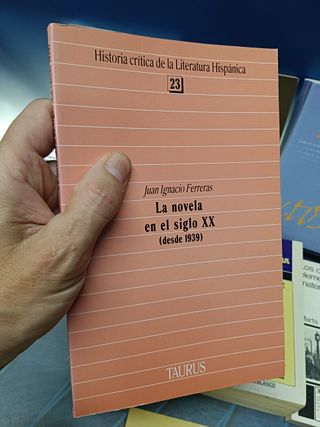 Historia crítica de la Literatura Hispánica
23
Juan Ignacio Ferreras
La novela
en el siglo XX
(desde 1939)
TAURUS